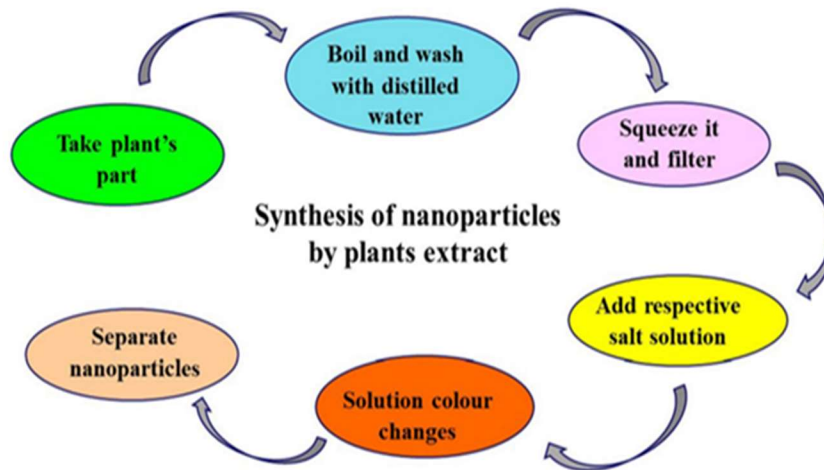 Boil and wash
with distilled
water
Take plant's
part
Squeeze it
and filter
Synthesis of nanoparticles
by plants extract
Add respective
salt solution
Separate
nanoparticles
Solution colour
changes